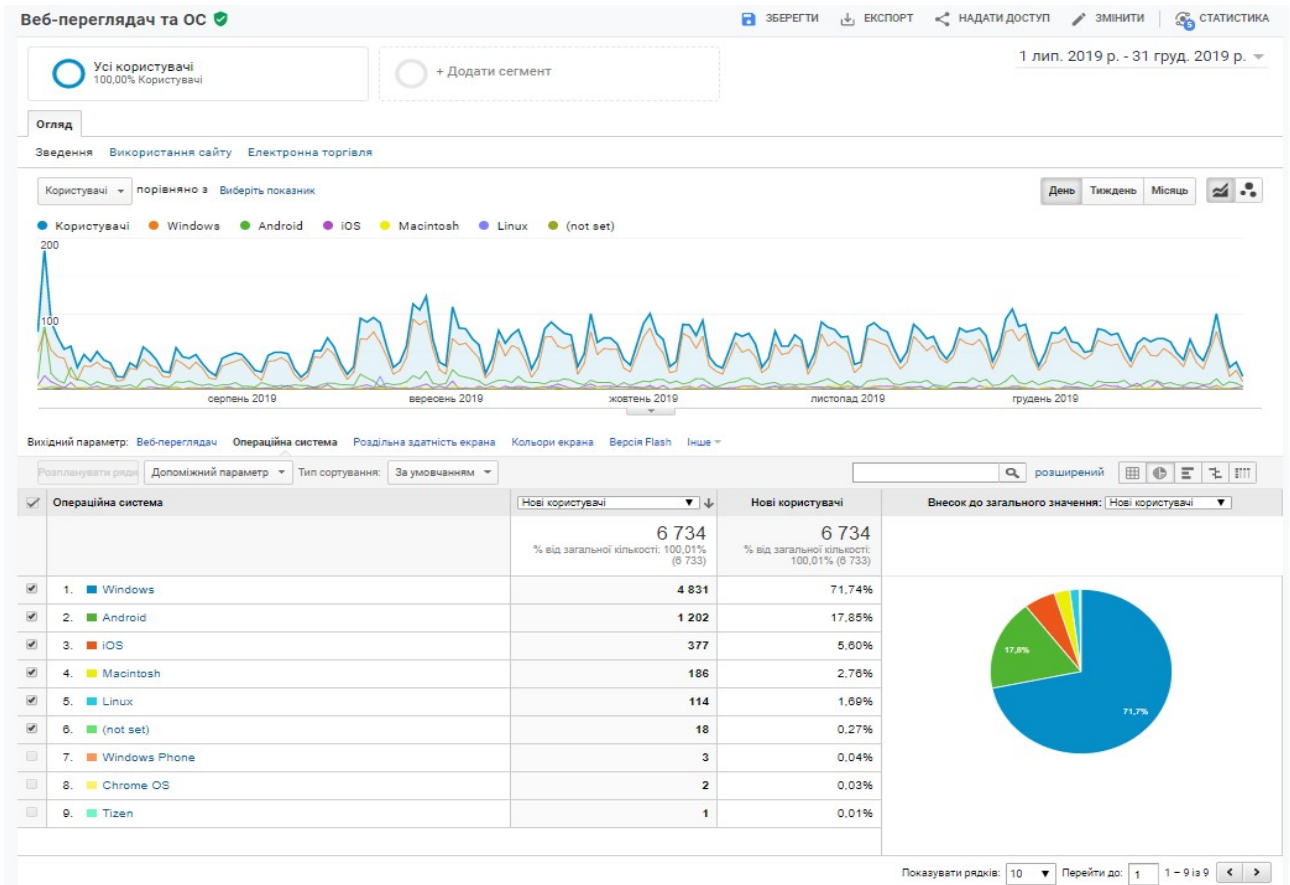 Веб-переглядач та ОС
ЗБЕРЕГТИ ЕКСПОРТ НАДАТИ ДОСТУП ЗМІНИТИ СТАТИСТИКА
Усі користувачі
100,00% Користувачі
+ Додати сегмент
1 лип. 2019 р. - 31 груд. 2019 р.
Огляд
Зведення Використання сайту Електронна торгівля
Користувачі порівняно з Виберіть показник
День Тиждень Місяць
Користувачі Windows Android iOS Macintosh Linux (not set)
200
100
серпень 2019 вересень 2019 жовтень 2019 листопад 2019 грудень 2019
Вихідний параметр: Веб-переглядач Операційна система Роздільна здатність екрана Кольори екрана Версія Flash Інше
Розпланувати ряди Допоміжний параметр Тип сортування: За умовчанням розширений
Операційна система Нові користувачі Нові користувачі Внесок до загального значення: Нові користувачі
6 734 6 734
% від загальної кількості: 100,01% (6 733) % від загальної кількості: 100,01% (6 733)
1. Windows 4 831 71,74%
2. Android 1 202 17,85%
3. iOS 377 5,60%
4. Macintosh 186 2,76%
5. Linux 114 1,69%
6. (not set) 18 0,27%
7. Windows Phone 3 0,04%
8. Chrome OS 2 0,03%
9. Tizen 1 0,01%
17,8%
71,7%
Показувати рядків: 10 Перейти до: 1 1 – 9 із 9